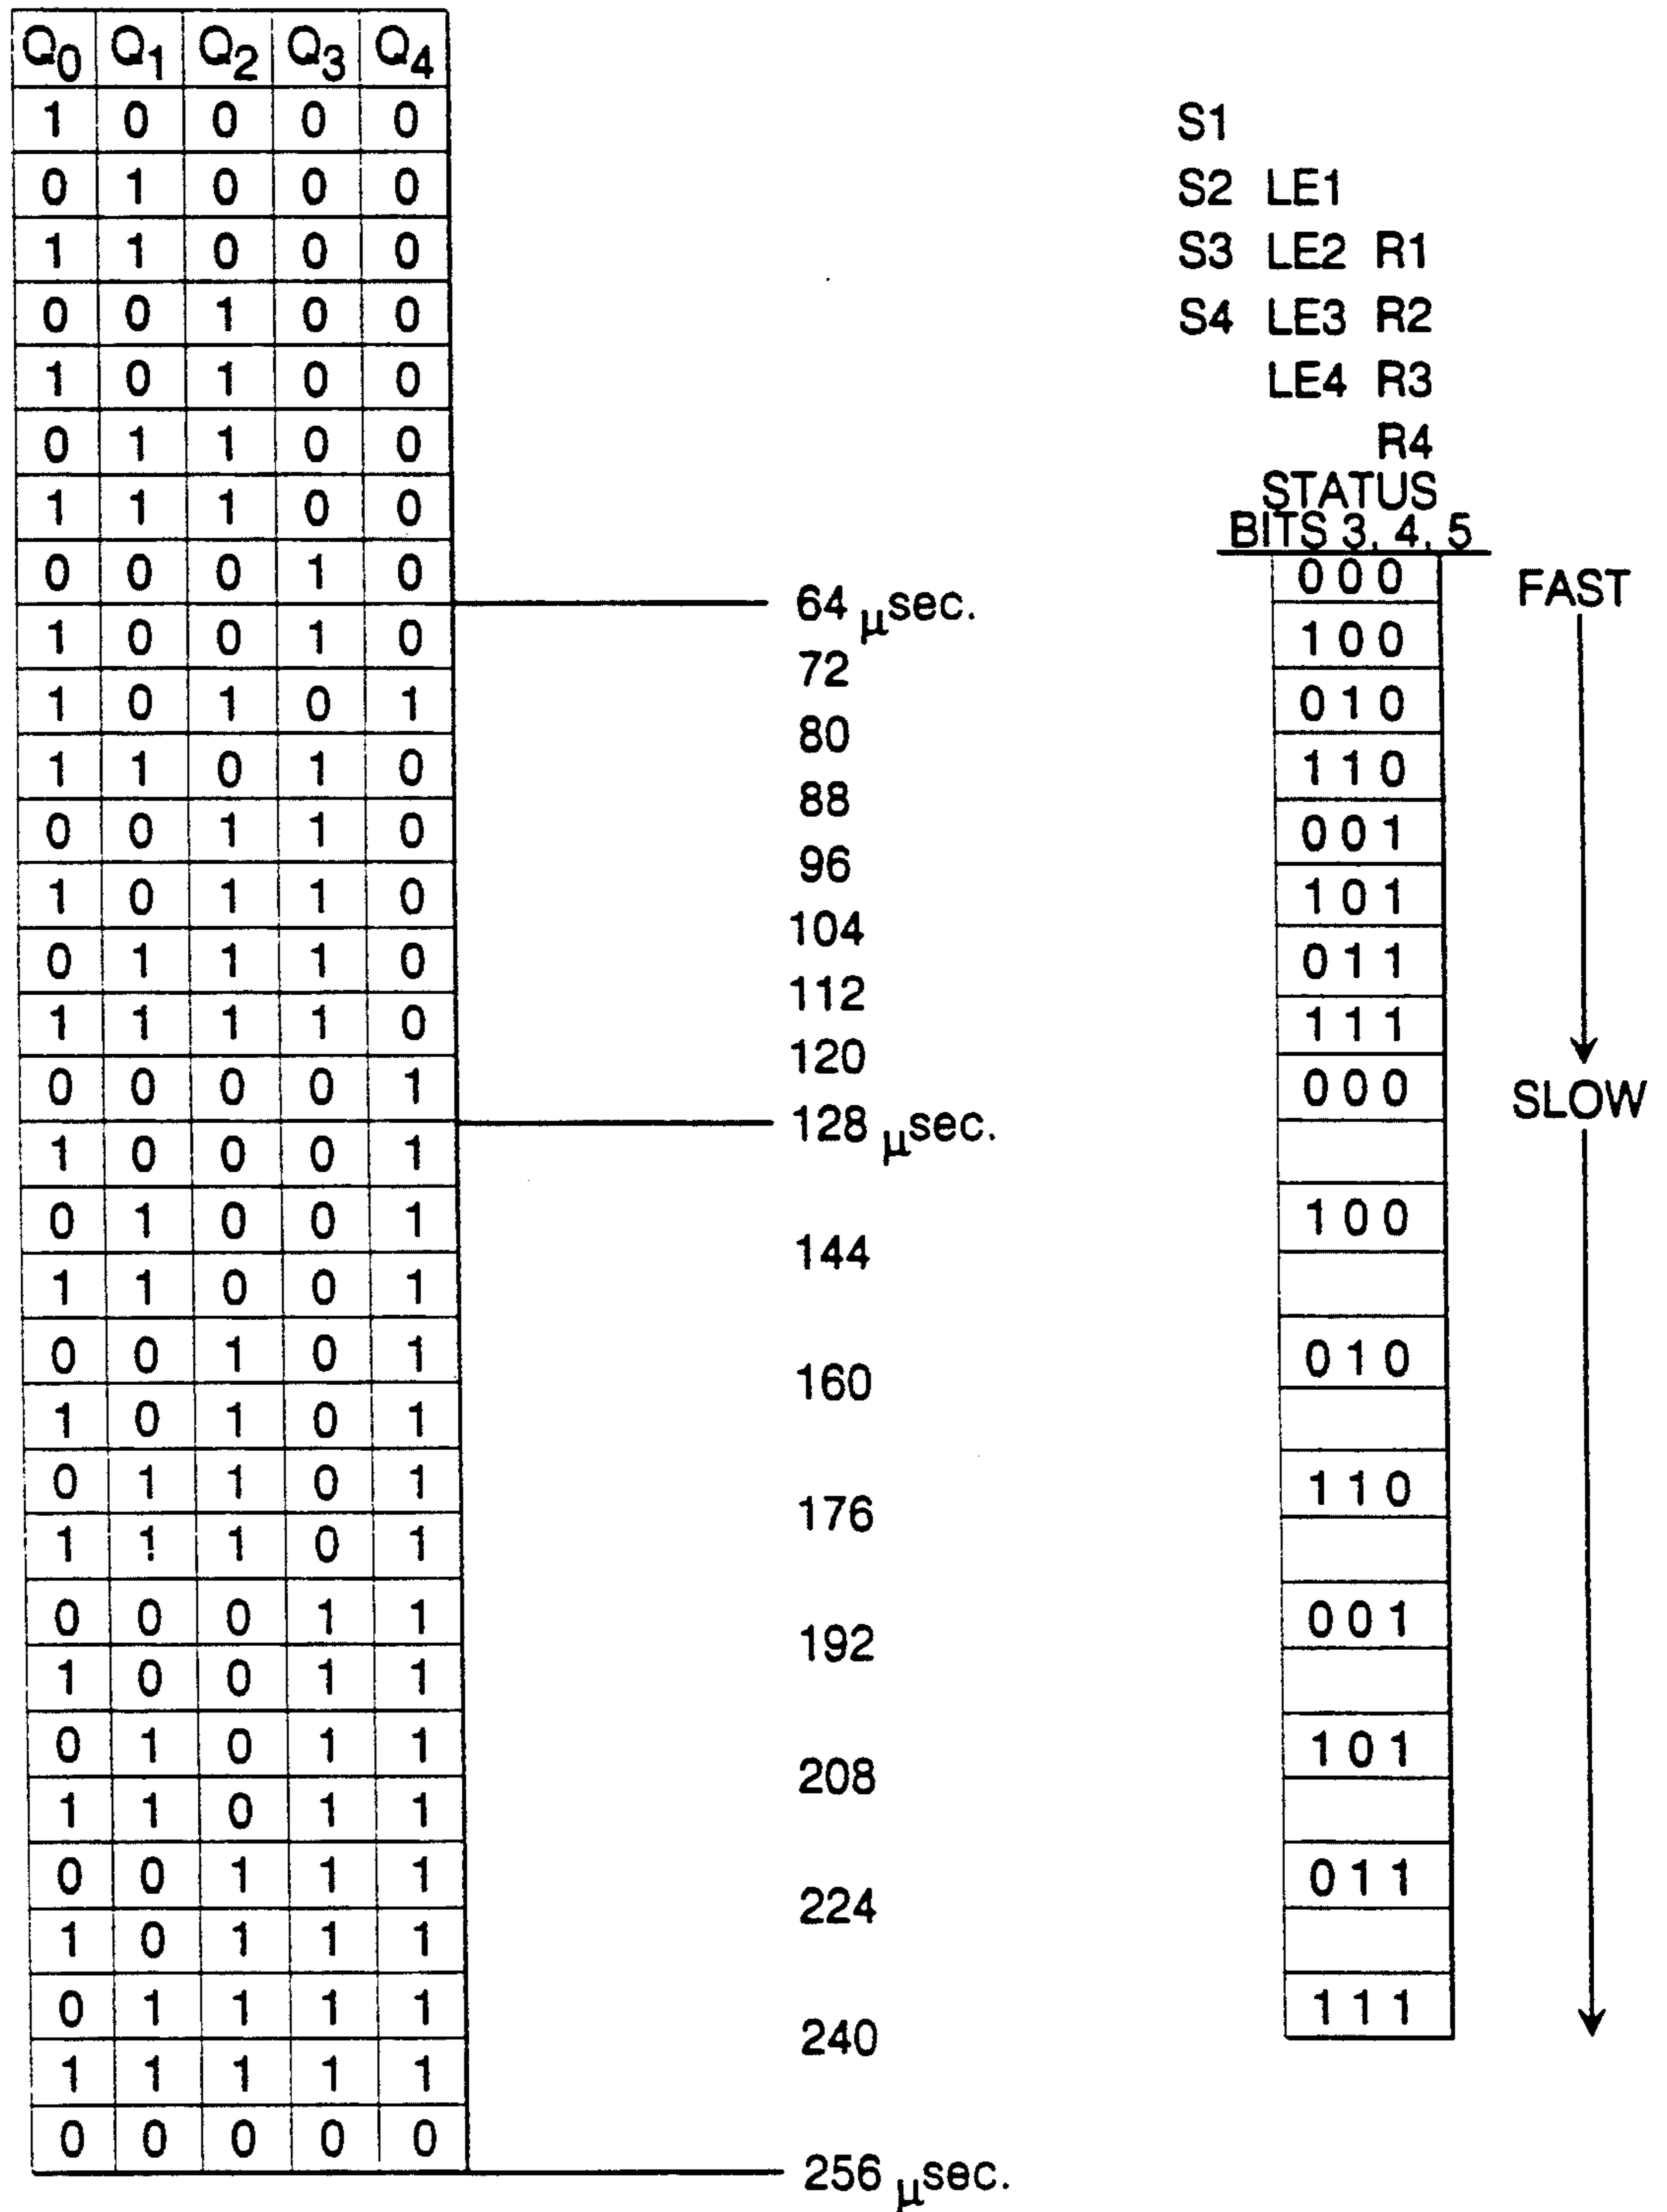 Q0 Q1 Q2 Q3 Q4
1 0 0 0 0 S1
0 1 0 0 0 S2 LE1
1 1 0 0 0 S3 LE2 R1
0 0 1 0 0 S4 LE3 R2
1 0 1 0 0 LE4 R3
0 1 1 0 0 R4
1 1 1 0 0 STATUS
BITS 3, 4, 5
0 0 0 1 0 0 0 0 FAST
64 µsec.
1 0 0 1 0 1 0 0
72
1 0 1 0 1 0 1 0
80
1 1 0 1 0 1 1 0
88
0 0 1 1 0 0 0 1
96
1 0 1 1 0 1 0 1
104
0 1 1 1 0 0 1 1
112
1 1 1 1 0 1 1 1
120
0 0 0 0 1 0 0 0 SLOW
128 µsec.
1 0 0 0 1
0 1 0 0 1 1 0 0
144
1 1 0 0 1
0 0 1 0 1 0 1 0
160
1 0 1 0 1
0 1 1 0 1 1 1 0
176
1 1 1 0 1
0 0 0 1 1 0 0 1
192
1 0 0 1 1
0 1 0 1 1 1 0 1
208
1 1 0 1 1
0 0 1 1 1 0 1 1
224
1 0 1 1 1
0 1 1 1 1 1 1 1
240
1 1 1 1 1
0 0 0 0 0
256 µsec.